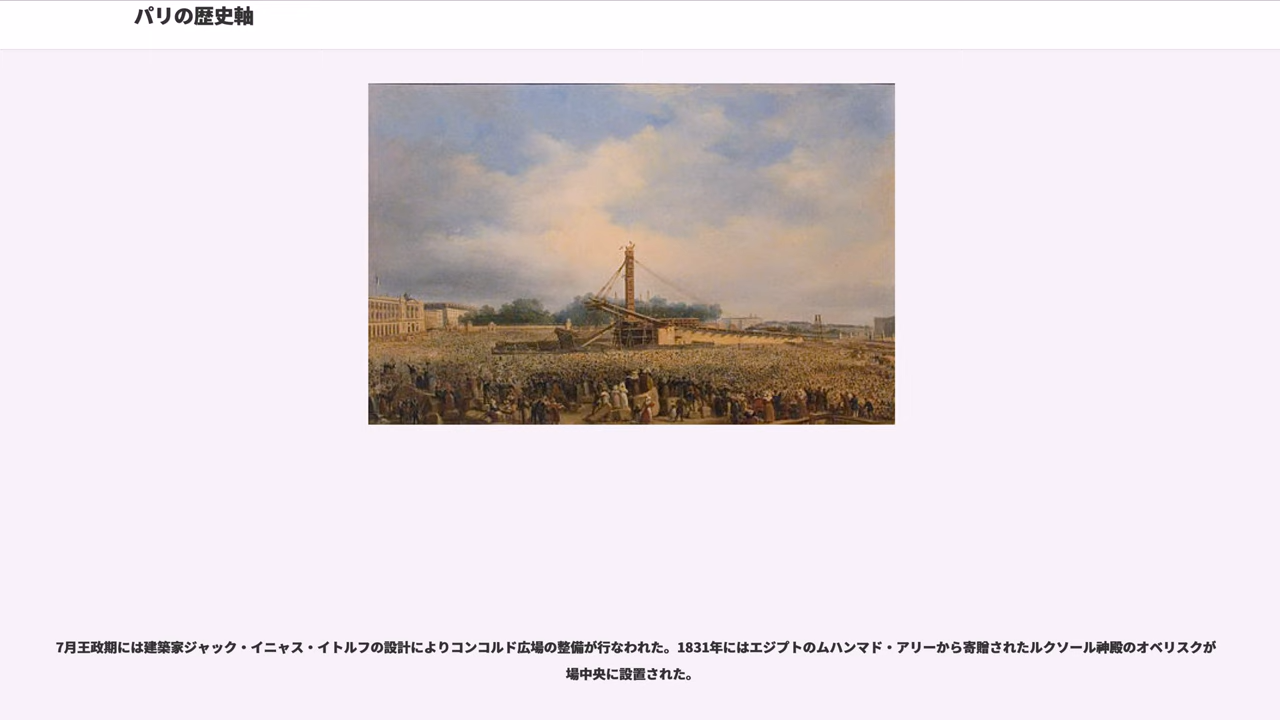 パリの歴史軸
7月王政期には建築家ジャック・イニャス・イトルフの設計によりコンコルド広場の整備が行なわれた。1831年にはエジプトのムハンマド・アリーから寄贈されたルクソール神殿のオベリスクが
場中央に設置された。